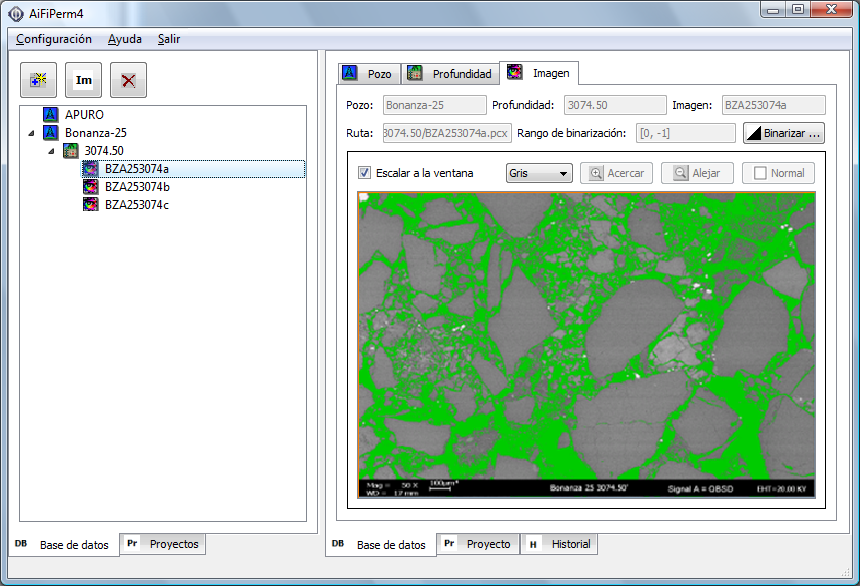 AiFiPerm4
Configuración Ayuda Salir
Im
APURO
Bonanza-25
3074.50
BZA253074a
BZA253074b
BZA253074c
DB Base de datos Pr Proyectos
Pozo Profundidad Imagen
Pozo: Bonanza-25 Profundidad: 3074.50 Imagen: BZA253074a
Ruta: 3074.50/BZA253074a.pcx Rango de binarización: [0, -1] Binarizar ...
Escalar a la ventana Gris Acercar Alejar Normal
Mag = 50 X 100µm* Bonanza 25 3074.50' Signal A = QBSD EHT=20.00 KY
WD = 17 mm
DB Base de datos Pr Proyecto H Historial